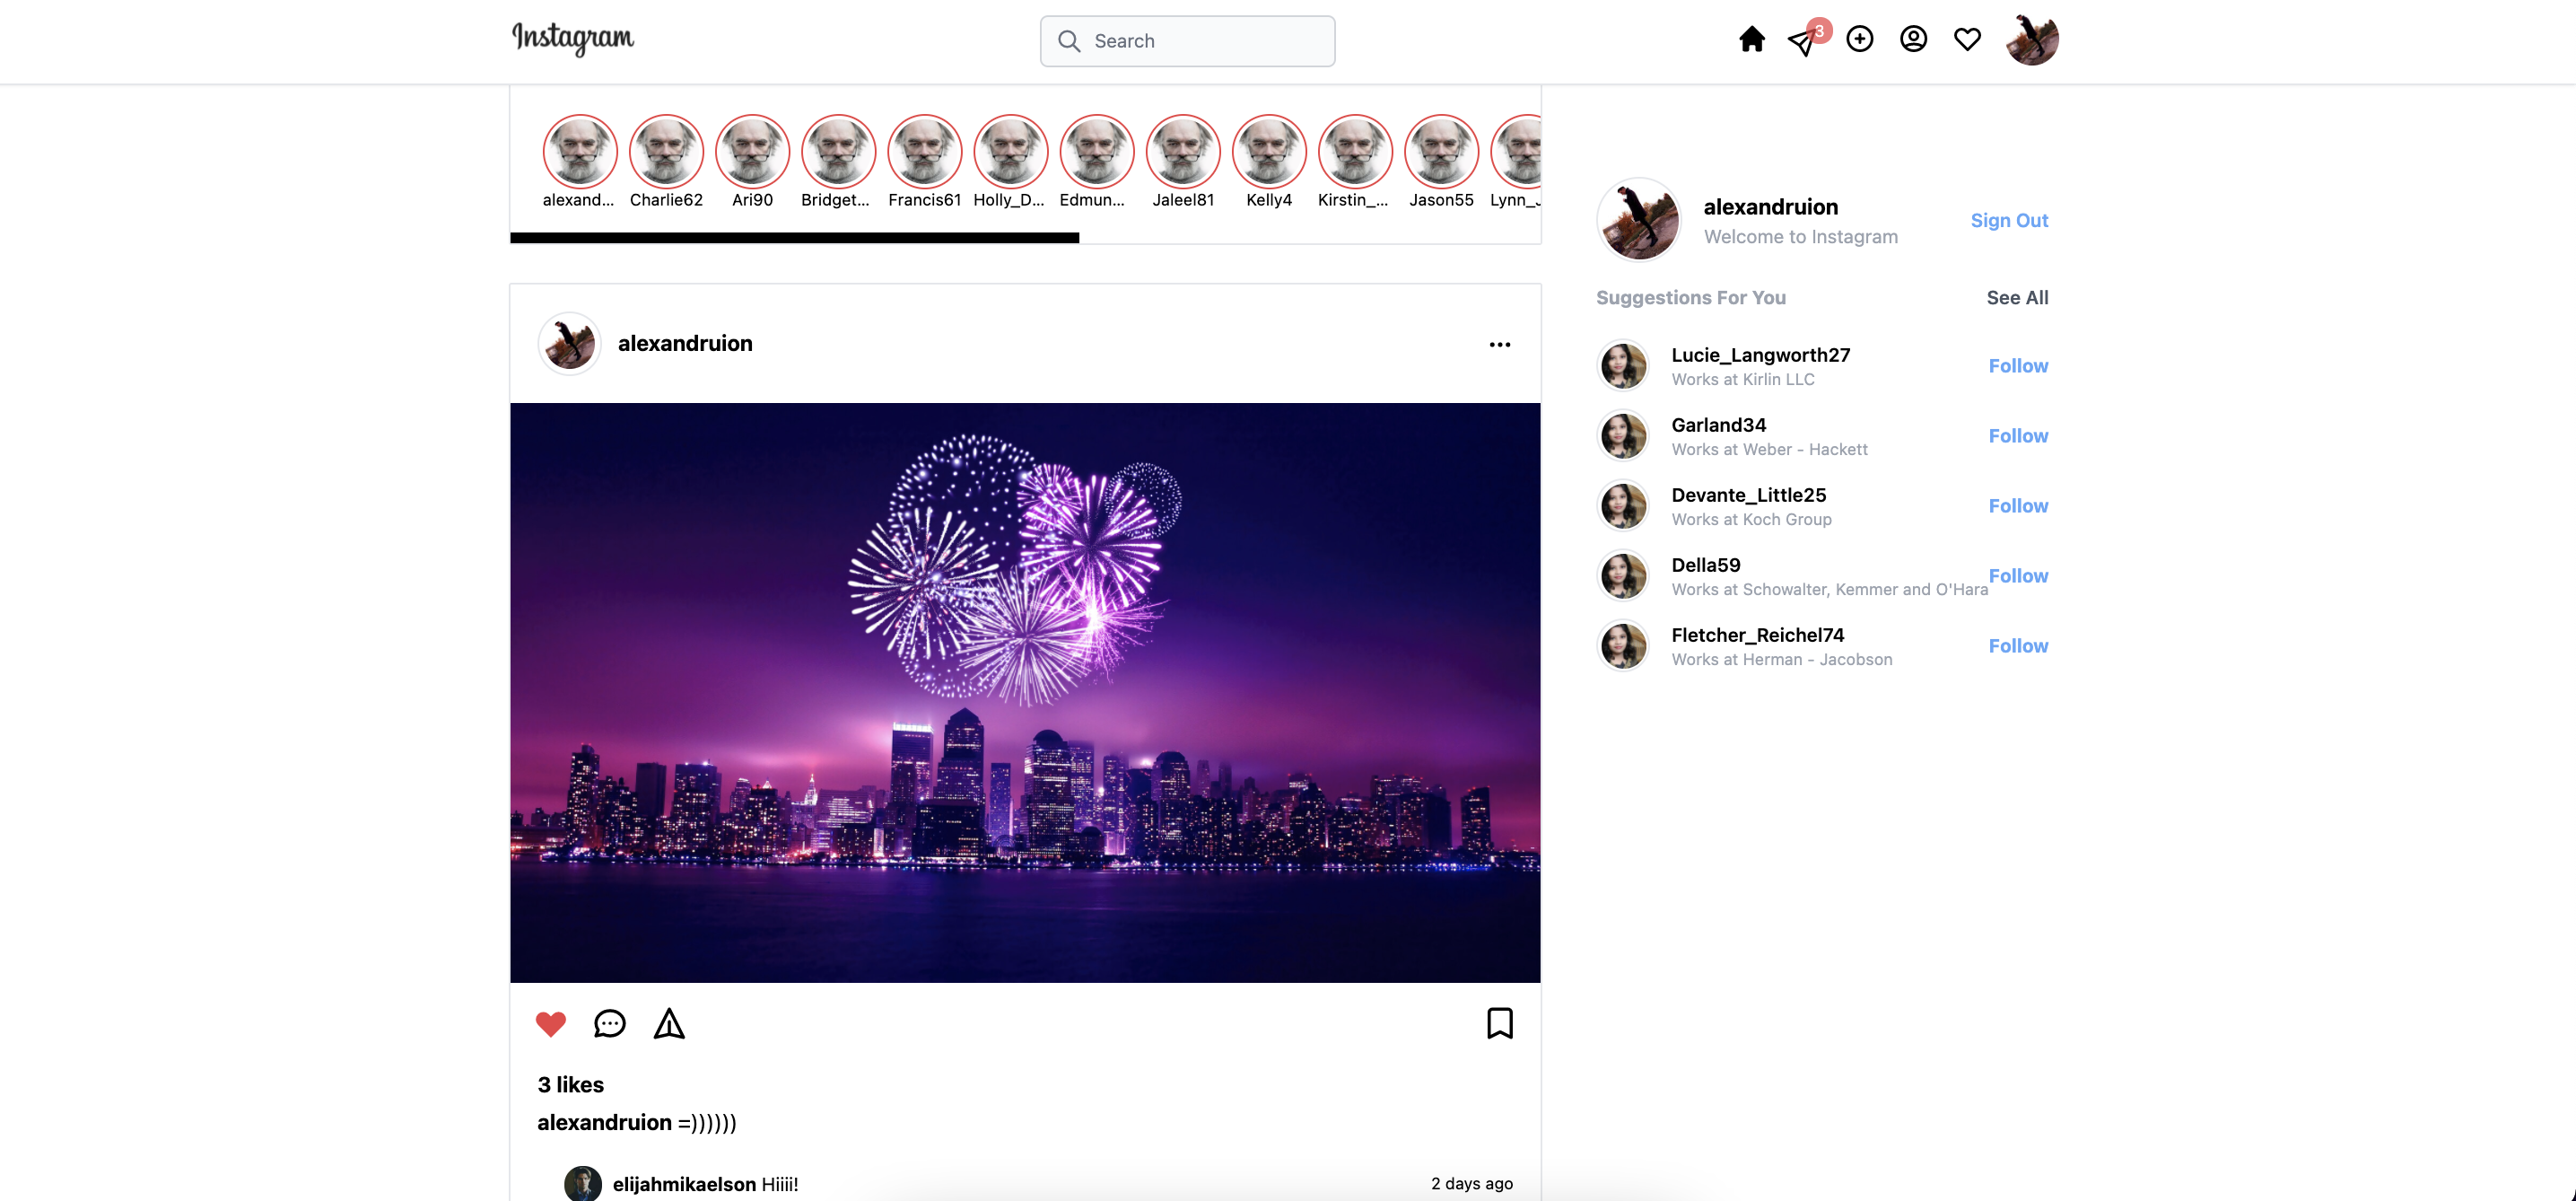 Instagram
Search
3
alexand...
Charlie62
Ari90
Bridget...
Francis61
Holly_D...
Edmun...
Jaleel81
Kelly4
Kirstin_...
Jason55
Lynn_J
alexandruion
Welcome to Instagram
Sign Out
Suggestions For You
See All
Lucie_Langworth27
Works at Kirlin LLC
Follow
Garland34
Works at Weber - Hackett
Follow
Devante_Little25
Works at Koch Group
Follow
Della59
Works at Schowalter, Kemmer and O'Hara
Follow
Fletcher_Reichel74
Works at Herman - Jacobson
Follow
alexandruion
3 likes
alexandruion =))))))
elijahmikaelson Hiiii!
2 days ago